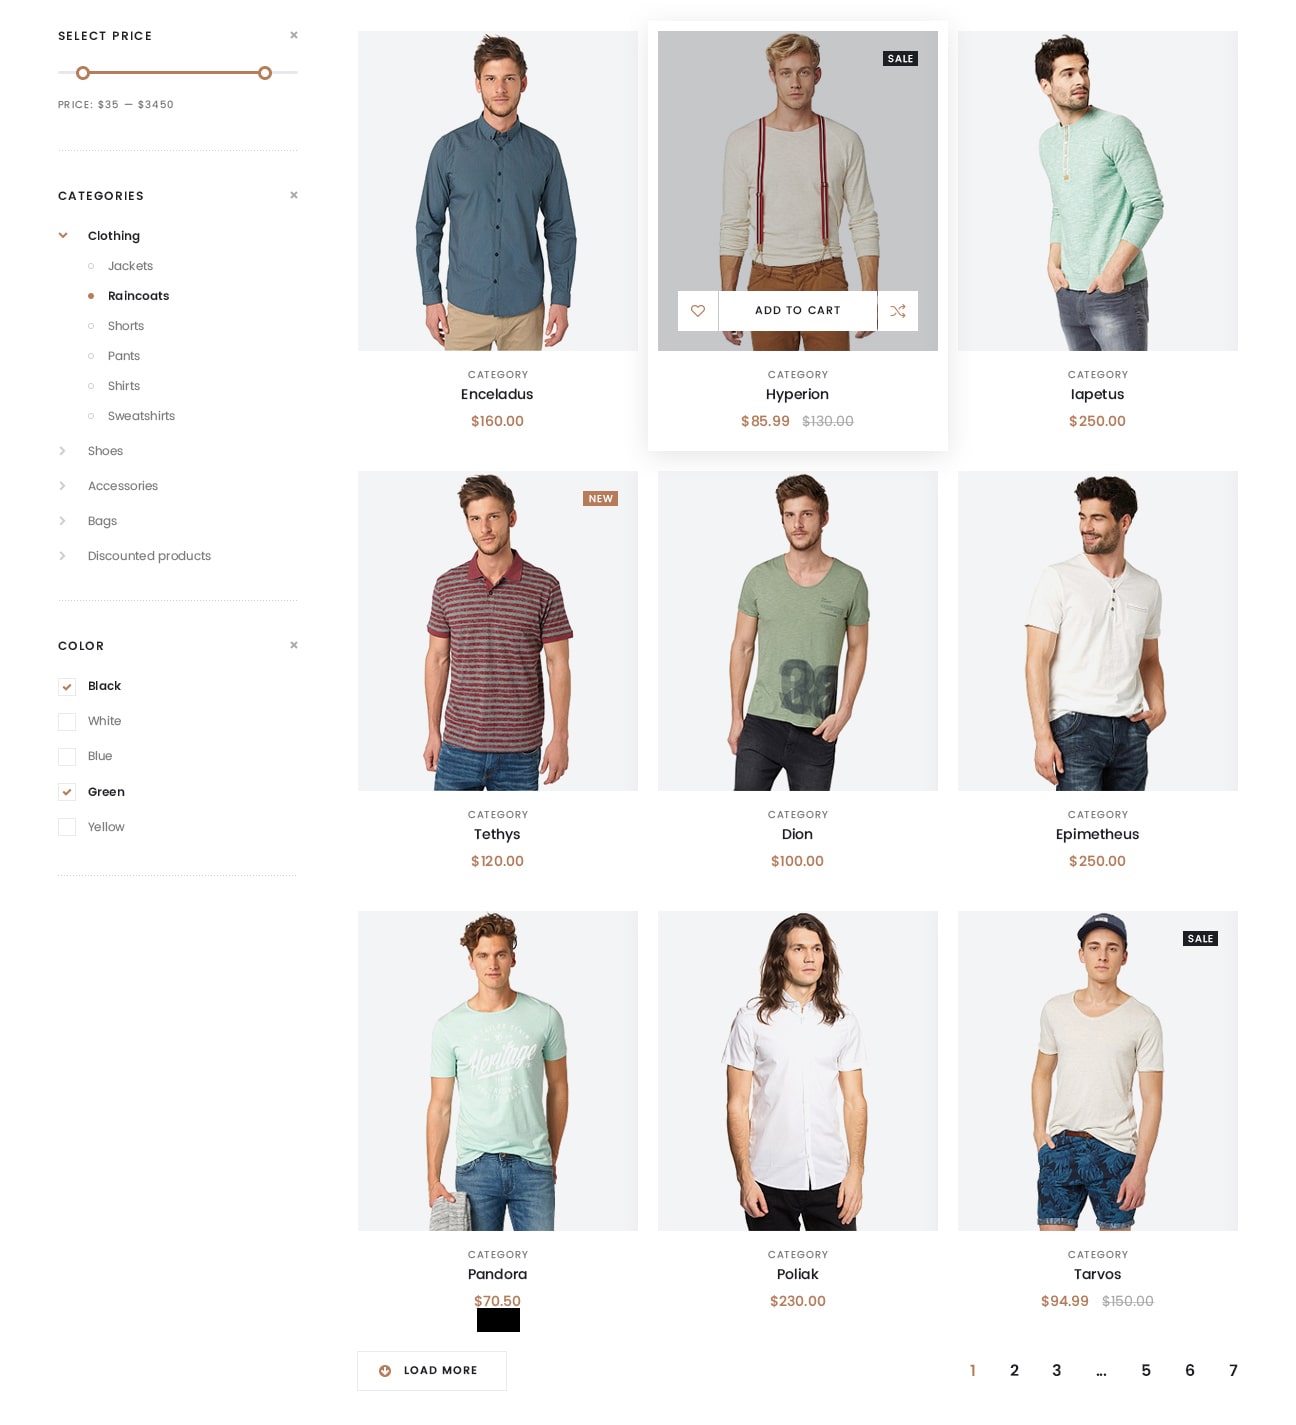 SELECT PRICE
PRICE: $35 — $3450
CATEGORIES
Clothing
Jackets
Raincoats
Shorts
Pants
Shirts
Sweatshirts
Shoes
Accessories
Bags
Discounted products
COLOR
Black
White
Blue
Green
Yellow
CATEGORY
Enceladus
$160.00
SALE
ADD TO CART
CATEGORY
Hyperion
$85.99 $130.00
CATEGORY
Iapetus
$250.00
NEW
CATEGORY
Tethys
$120.00
38
CATEGORY
Dion
$100.00
CATEGORY
Epimetheus
$250.00
Heritage
CATEGORY
Pandora
$70.50
CATEGORY
Poliak
$230.00
SALE
CATEGORY
Tarvos
$94.99 $150.00
LOAD MORE
1 2 3 ... 5 6 7